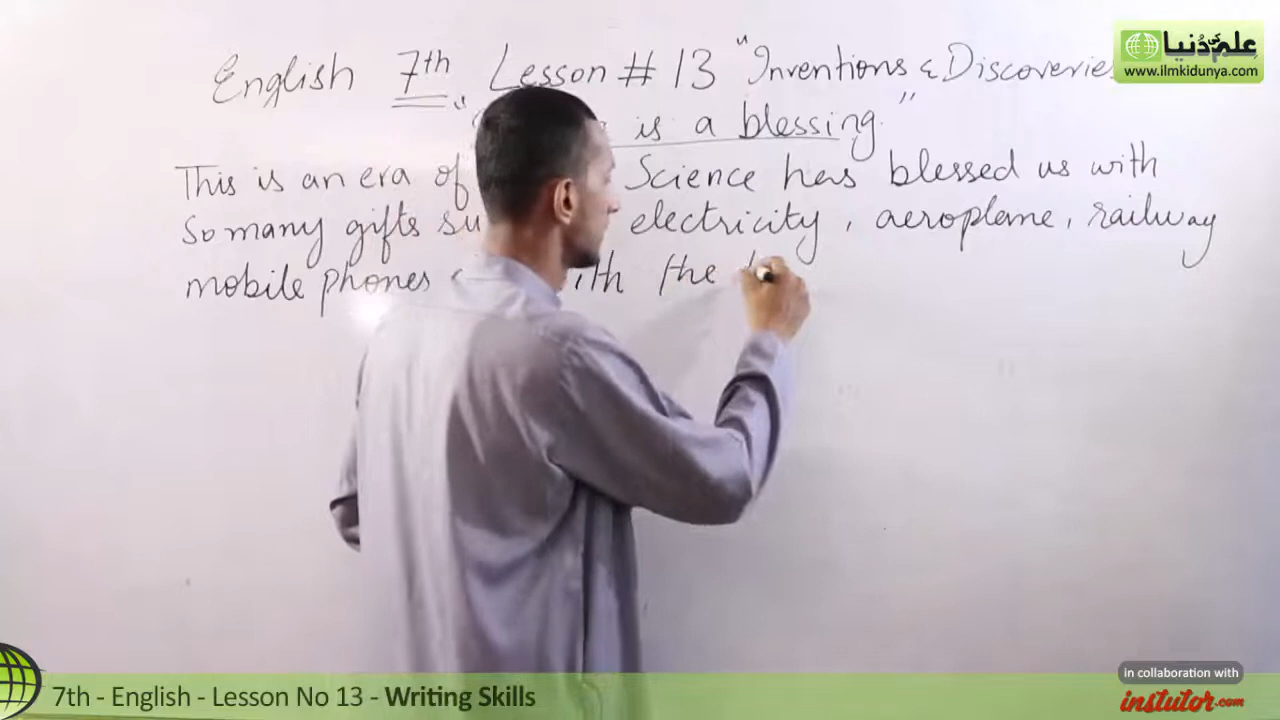 English 7th Lesson # 13 "Inventions & Discoveries
" is a blessing."
This is an era of Science has blessed us with
So many gifts su electricity, aeroplane, railway
mobile phones ith the
علم کی دنیا
www.ilmkidunya.com
in collaboration with
instutor.com
7th - English - Lesson No 13 - Writing Skills